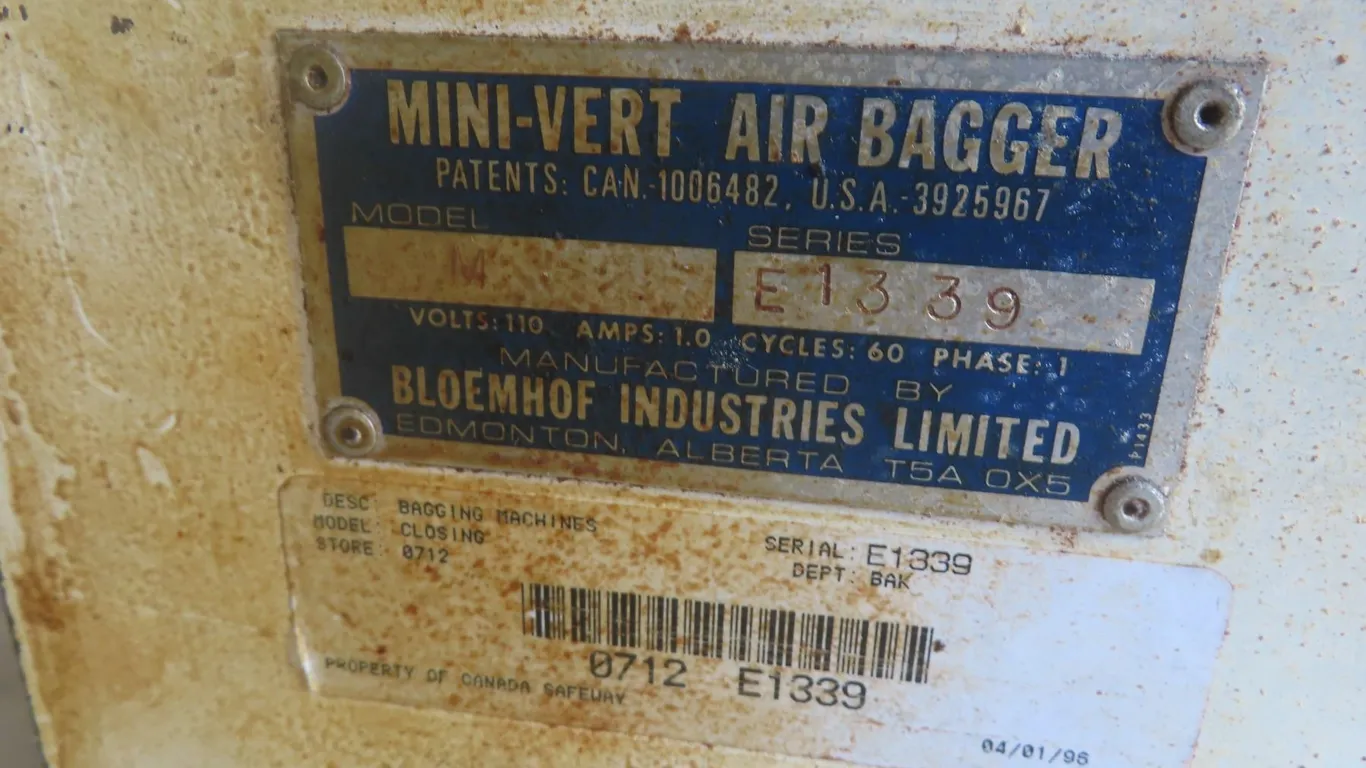 MINI-VERT AIR BAGGER
PATENTS: CAN.-1006482, U.S.A.-3925967
MODEL SERIES
M E1339
VOLTS: 110 AMPS: 1.0 CYCLES: 60 PHASE: 1
MANUFACTURED BY
BLOEMHOF INDUSTRIES LIMITED
EDMONTON, ALBERTA T5A 0X5
P1433
DESC: BAGGING MACHINES
MODEL: CLOSING SERIAL: E1339
STORE: 0712 DEPT: BAK
0712 E1339
PROPERTY OF CANADA SAFEWAY
04/01/96